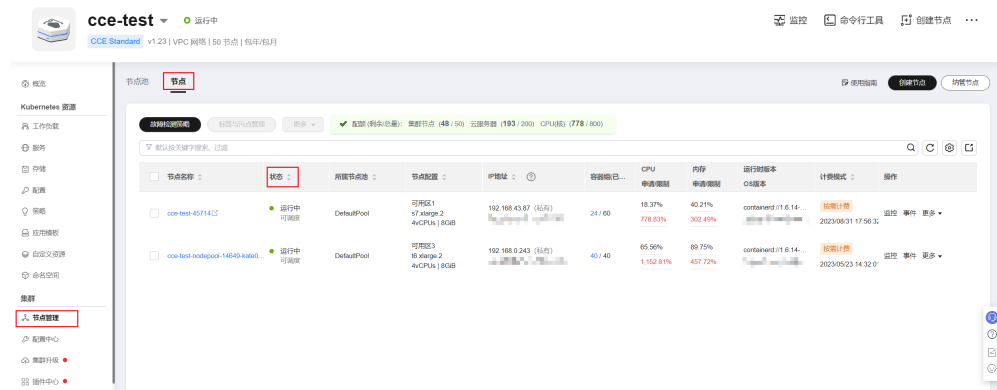 cce-test
运行中
监控
命令行工具
创建节点
CCE Standard v1.23 | VPC 网络 | 50 节点 | 包年/包月
概览
Kubernetes 资源
工作负载
服务
存储
配置
策略
应用模板
自定义资源
命名空间
集群
节点管理
配置中心
集群升级
插件中心
节点池
节点
使用指南
创建节点
纳管节点
故障检测策略
标签与污点管理
更多
配额 (剩余/总量): 集群节点 (48 / 50) 云服务器 (193 / 200) CPU(核) (778 / 800)
默认按关键字搜索、过滤
节点名称 状态 所属节点池 节点配置 IP地址 容器组(已... CPU 申请/限制 内存 申请/限制 运行时版本 OS版本 计费模式 操作
cce-test-45714
运行中
可调度
DefaultPool
可用区1
s7.xlarge.2
4vCPUs | 8GiB
192.168.43.87 (私有)
24 / 60
18.37%
778.83%
40.21%
302.49%
containerd://1.6.14-...
按需计费
2023/08/31 17:56:32
监控 事件 更多
cce-test-nodepool-14649-kate0...
运行中
可调度
DefaultPool
可用区3
t6.xlarge.2
4vCPUs | 8GiB
192.168.0.243 (私有)
40 / 40
65.56%
1,152.81%
89.75%
457.72%
containerd://1.6.14-...
按需计费
2023/05/23 14:32:0
监控 事件 更多